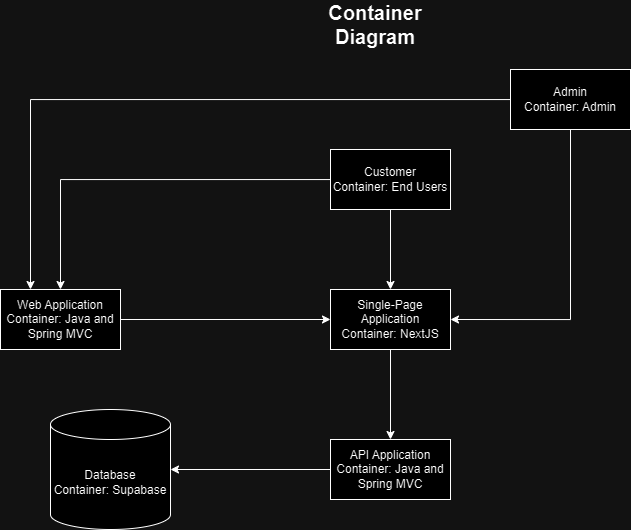 Container
Diagram
Admin
Container: Admin
Customer
Container: End Users
Web Application
Container: Java and
Spring MVC
Single-Page
Application
Container: NextJS
API Application
Container: Java and
Spring MVC
Database
Container: Supabase